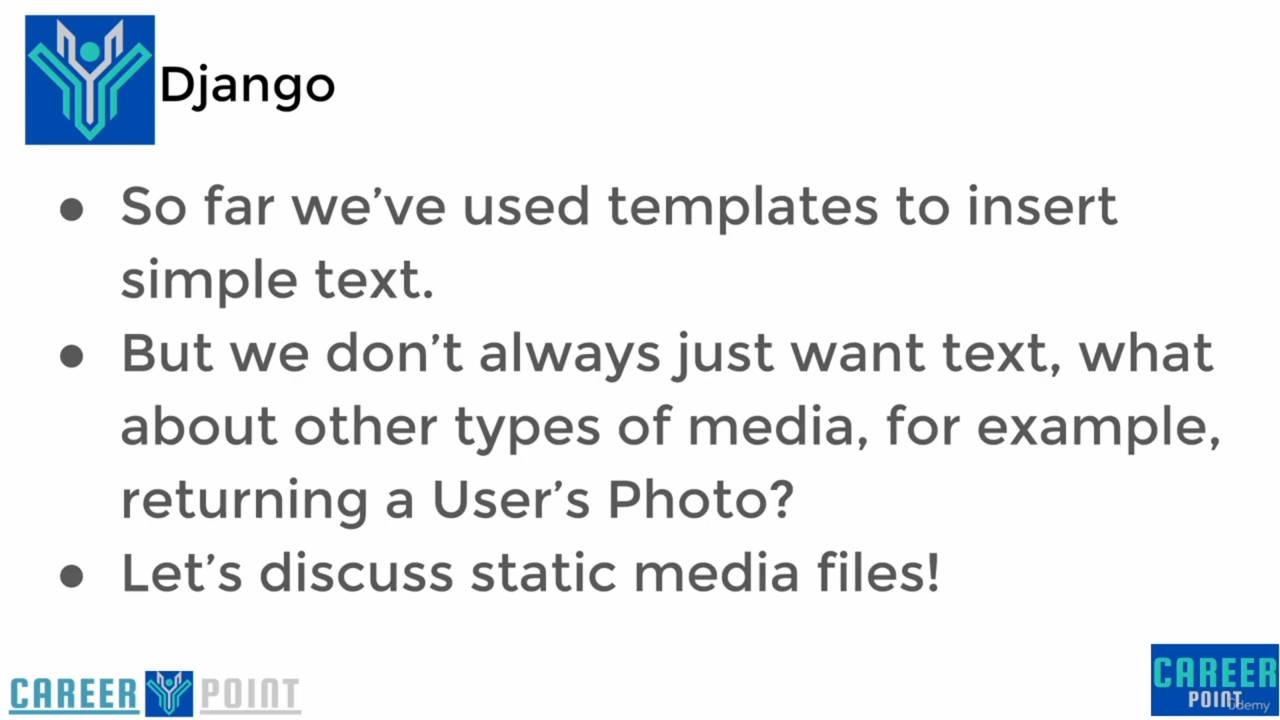 Django
● So far we’ve used templates to insert
simple text.
● But we don’t always just want text, what
about other types of media, for example,
returning a User’s Photo?
● Let’s discuss static media files!
CAREER POINT
CAREER
POINT
Udemy